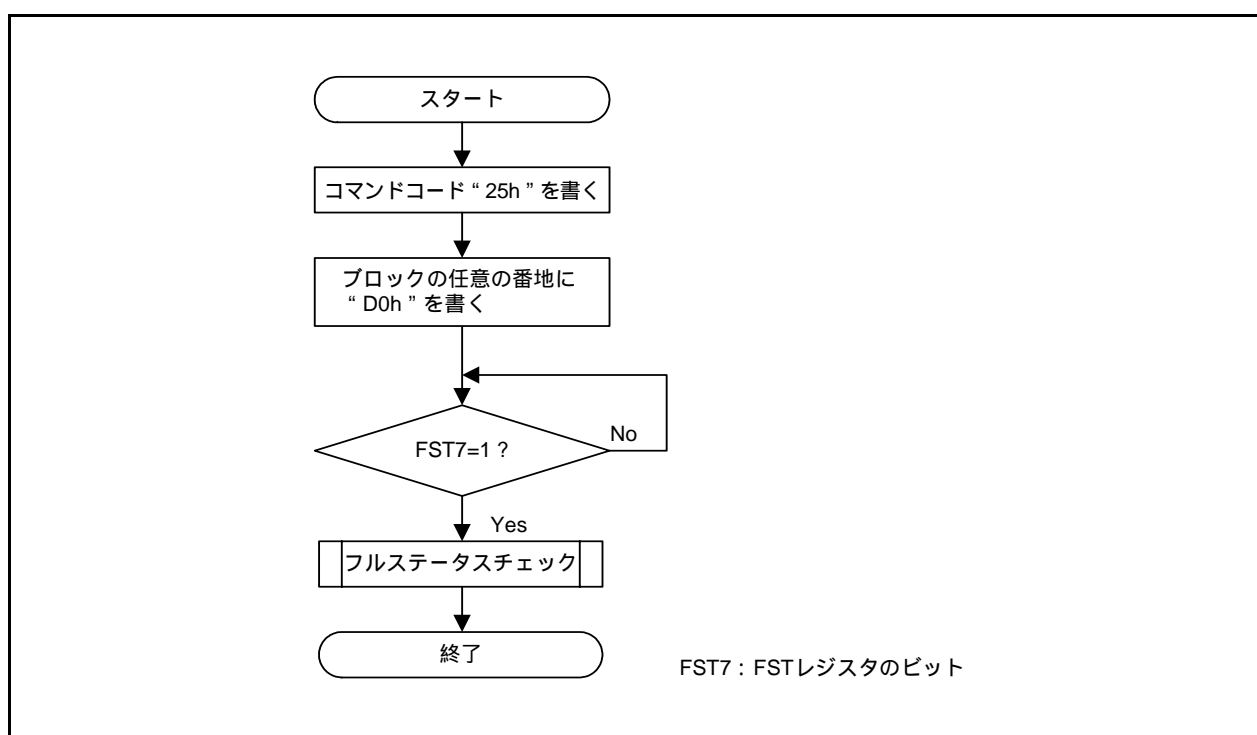 スタート
コマンドコード“ 25h ”を書く
ブロックの任意の番地に
“ D0h ”を書く
No
FST7=1 ?
Yes
フルステータスチェック
終了
FST7 : FSTレジスタのビット